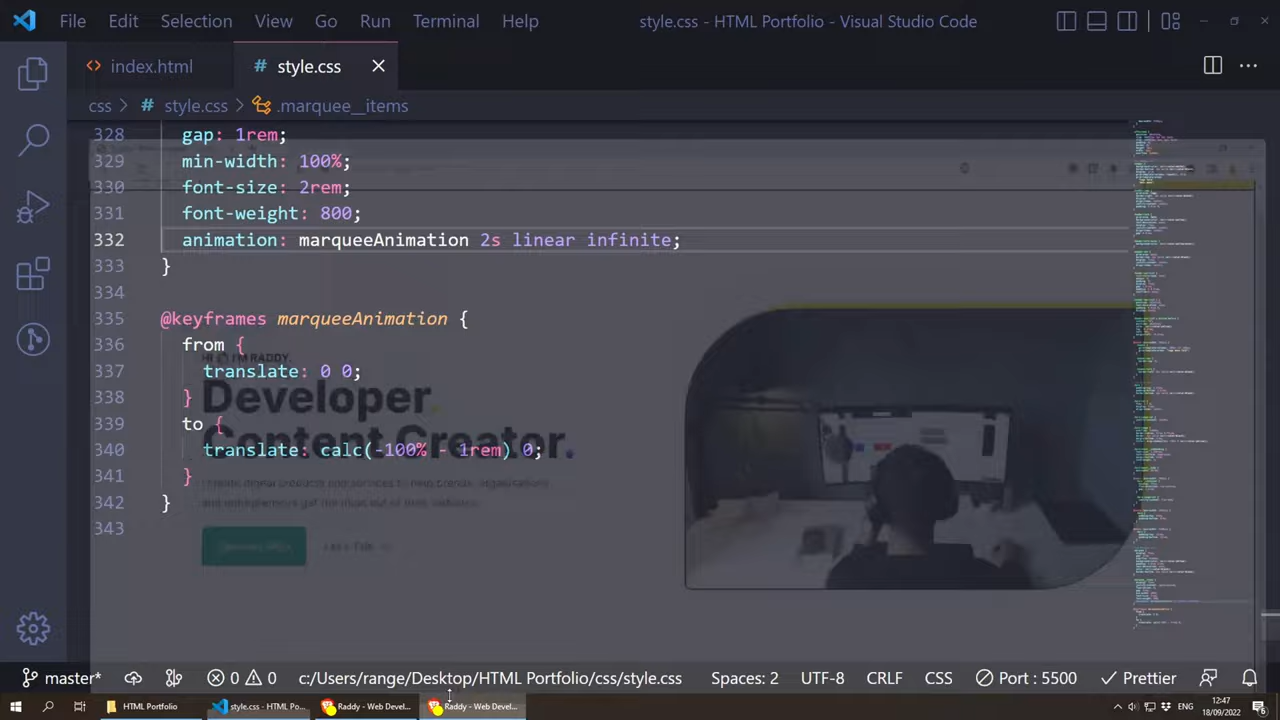 File Edit Selection View Go Run Terminal Help style.css - HTML Portfolio - Visual Studio Code
index.html # style.css
css > # style.css > .marquee__items
328 gap: 1rem;
329 min-width: 100%;
330 font-size: 2rem;
331 font-weight: 800;
332 animation: marqueeAnimation 2s linear infinite;
333 }
334
335 @keyframes marqueeAnimation {
336 from {
337 translate: 0 0;
338 }
339 to {
340 translate: calc(-100% - 1rem) 0;
341 }
342 }
343
HI I'M RADDY.
Developer.
Content Creator.
master* 0 0 c:/Users/range/Desktop/HTML Portfolio/css/style.css Spaces: 2 UTF-8 CRLF CSS Port : 5500 Prettier
HTML Portfolio style.css - HTML Po... Raddy - Web Devel... Raddy - Web Devel... 12:47
18/09/2022